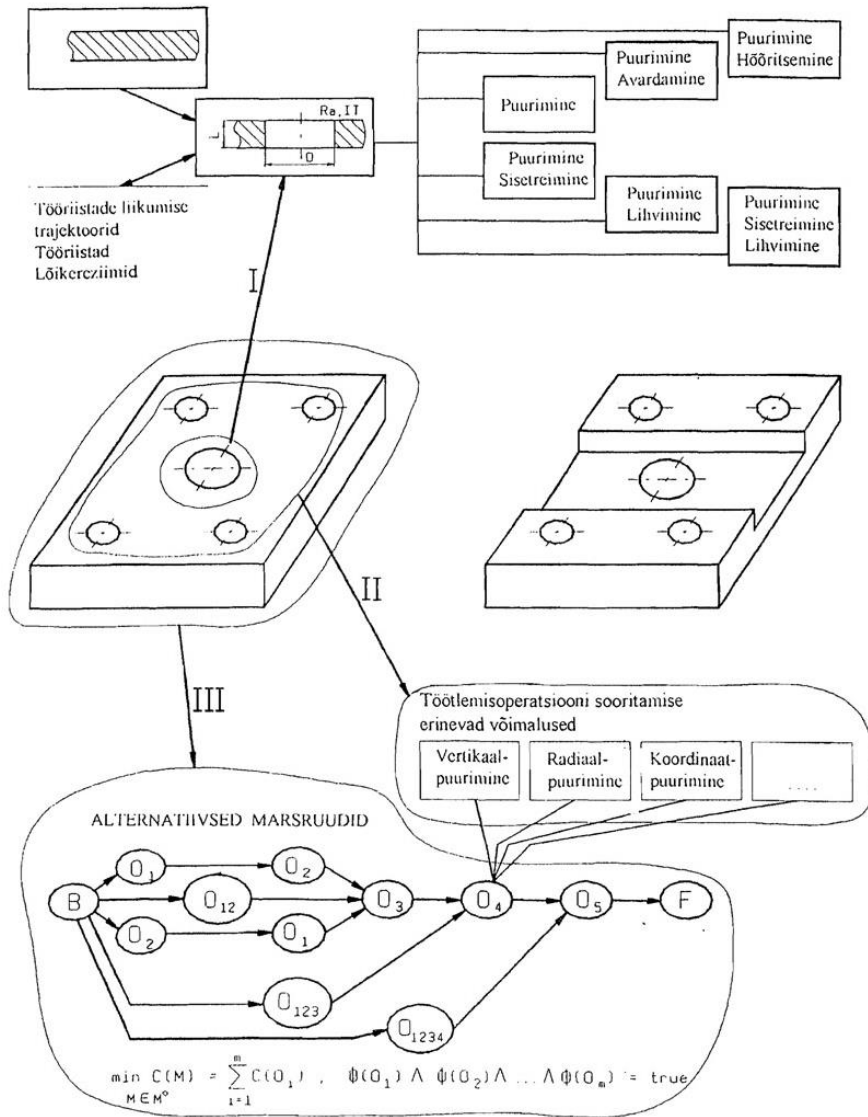 Puurimine
Hõõritsemine
Puurimine
Avardamine
Puurimine
Ra, IT
L
D
Puurimine
Sisetreimine
Puurimine
Lihvimine
Puurimine
Sisetreimine
Lihvimine
Tööriistade liikumise
trajektoorid
Tööriistad
Lõikerežiimid
I
II
III
Töötlemisoperatsiooni sooritamise
erinevad võimalused
Vertikaal-
puurimine
Radiaal-
puurimine
Koordinaat-
puurimine
....
ALTERNATIIVSED MARSRUUDID
O₁
O₂
B
O₁₂
O₃
O₄
O₅
F
O₂
O₁
O₁₂₃
O₁₂₃₄
min C(M) = ∑ C(Oᵢ), ϕ(O₁) Λ ϕ(O₂) Λ ... Λ ϕ(Oₘ) = true
M∈M° i=1 m